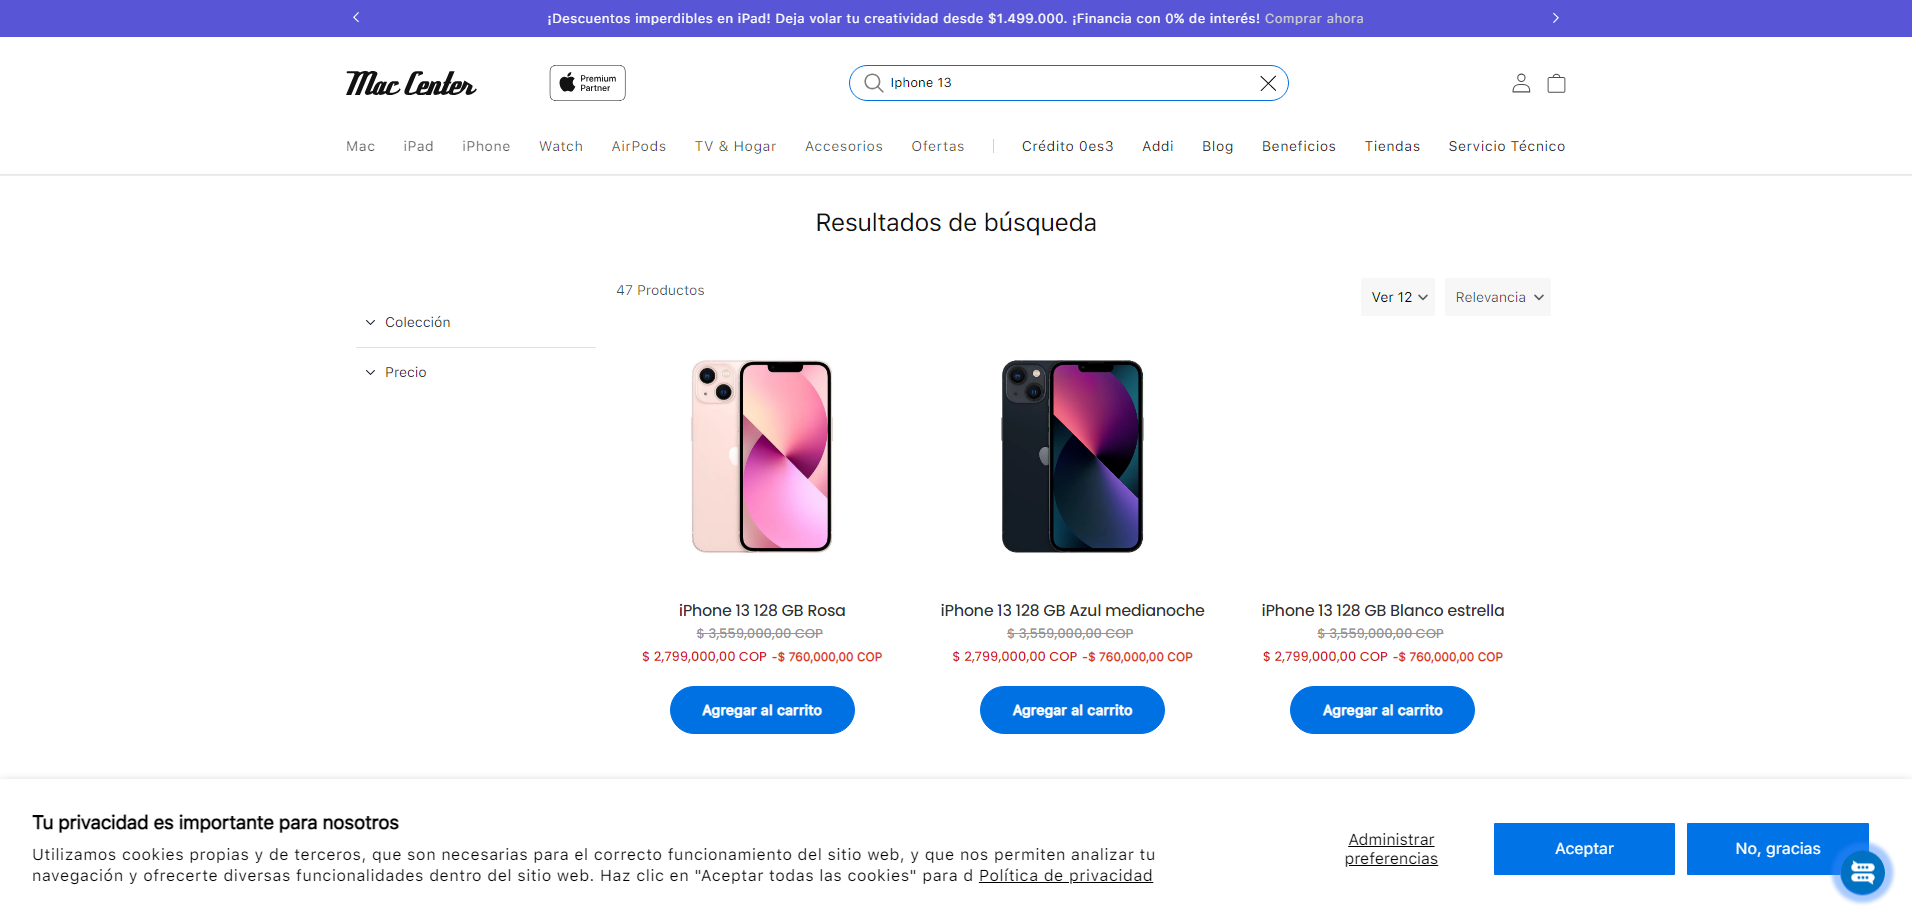 ¡Descuentos imperdibles en iPad! Deja volar tu creatividad desde $1.499.000. ¡Financia con 0% de interés! Comprar ahora
Mac Center
Premium
Partner
Iphone 13
Mac iPad iPhone Watch AirPods TV & Hogar Accesorios Ofertas Crédito 0es3 Addi Blog Beneficios Tiendas Servicio Técnico
Resultados de búsqueda
47 Productos
Ver 12 Relevancia
Colección
Precio
iPhone 13 128 GB Rosa
$ 3,559,000,00 COP
$ 2,799,000,00 COP -$ 760,000,00 COP
Agregar al carrito
iPhone 13 128 GB Azul medianoche
$ 3,559,000,00 COP
$ 2,799,000,00 COP -$ 760,000,00 COP
Agregar al carrito
iPhone 13 128 GB Blanco estrella
$ 3,559,000,00 COP
$ 2,799,000,00 COP -$ 760,000,00 COP
Agregar al carrito
Tu privacidad es importante para nosotros
Utilizamos cookies propias y de terceros, que son necesarias para el correcto funcionamiento del sitio web, y que nos permiten analizar tu
navegación y ofrecerte diversas funcionalidades dentro del sitio web. Haz clic en "Aceptar todas las cookies" para d Política de privacidad
Administrar
preferencias
Aceptar
No, gracias